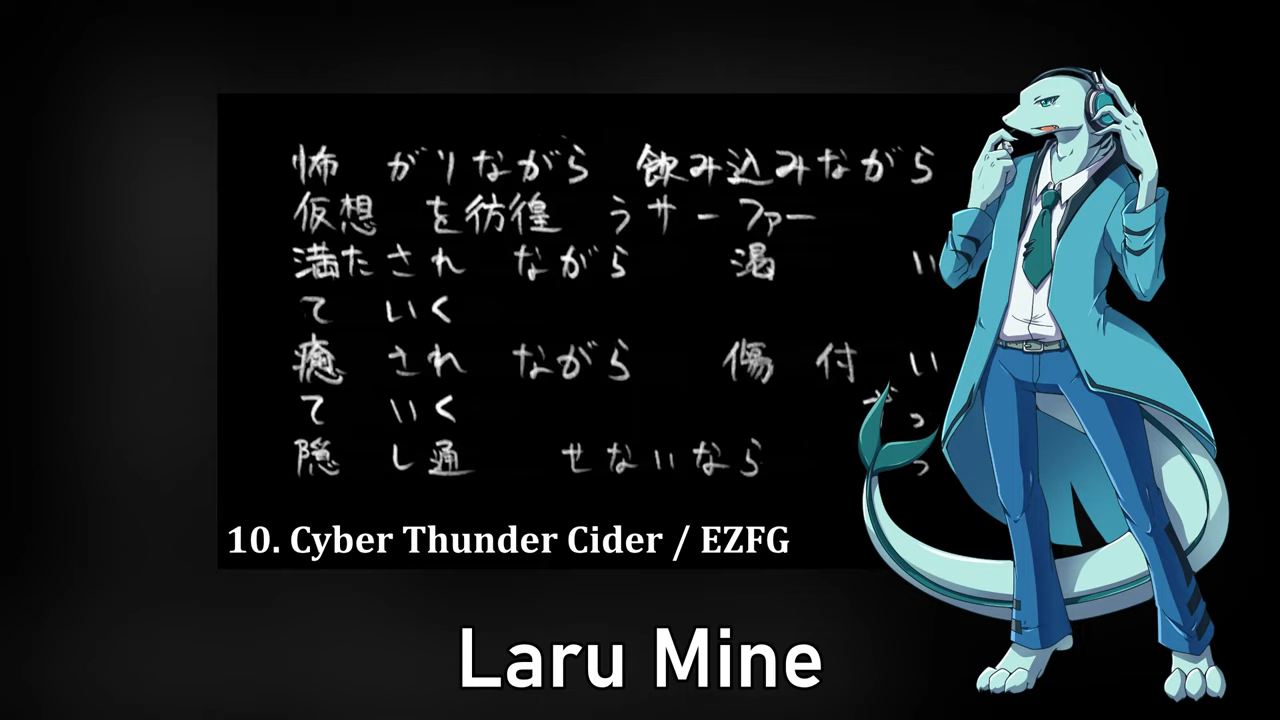 怖がりながら 飲み込みながら
仮想を彷徨うサーファー
満たされながら 渇い
ていく
癒されながら 傷付い
ていく
隠し通せないなら
10. Cyber Thunder Cider / EZFG
Laru Mine